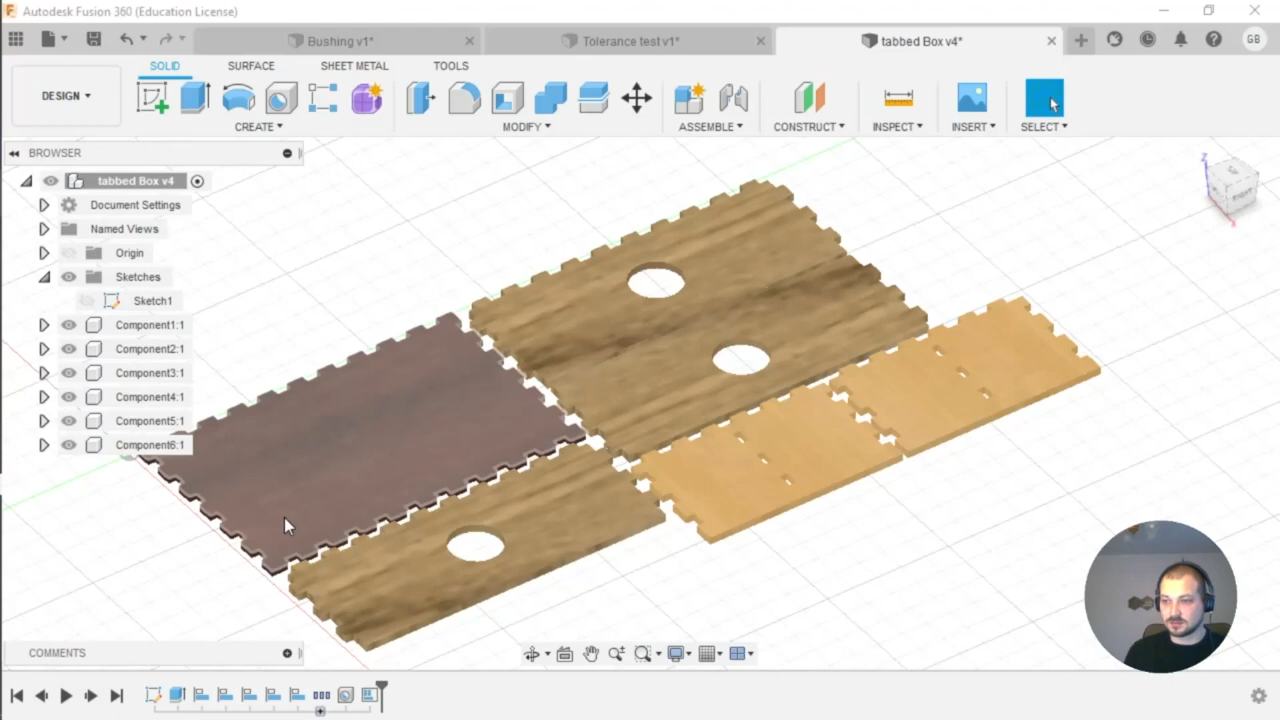 Autodesk Fusion 360 (Education License)
Bushing v1*
Tolerance test v1*
tabbed Box v4*
GB
DESIGN
SOLID
SURFACE
SHEET METAL
TOOLS
CREATE
MODIFY
ASSEMBLE
CONSTRUCT
INSPECT
INSERT
SELECT
BROWSER
tabbed Box v4
Document Settings
Named Views
Origin
Sketches
Sketch1
Component1:1
Component2:1
Component3:1
Component4:1
Component5:1
Component6:1
Z
COMMENTS